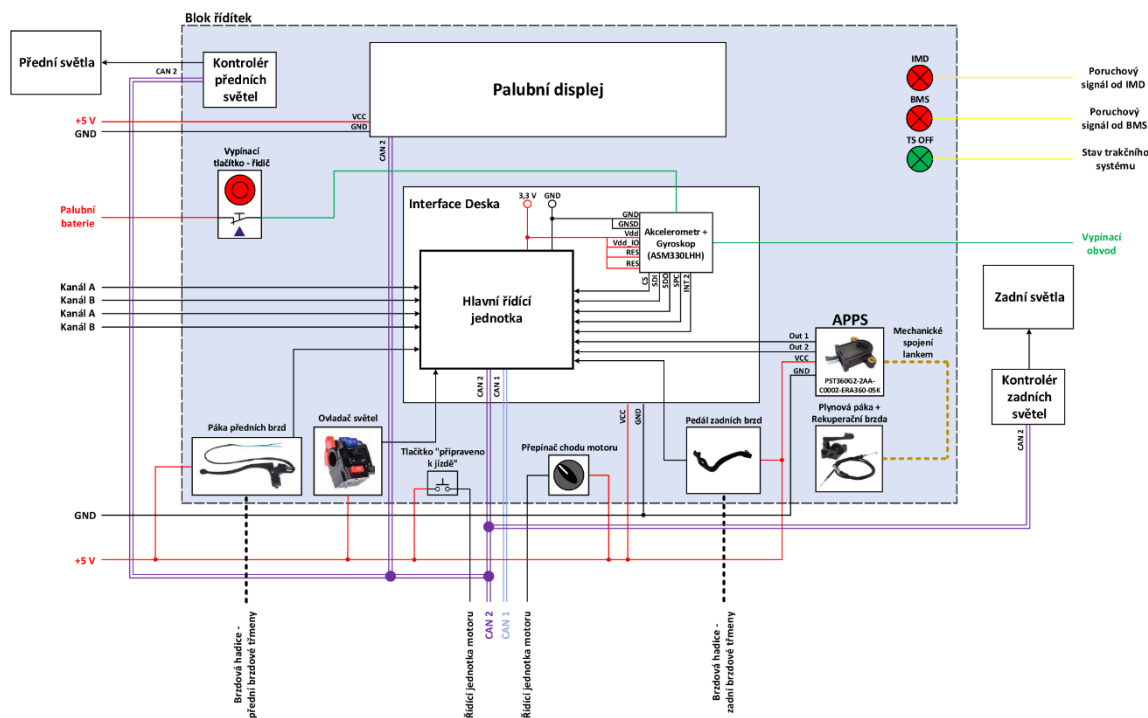 Blok řídítek
Přední světla
CAN 2
Kontrolér
předních
světel
Palubní displej
+5 V
GND
VCC
GND
CAN 2
IMD
BMS
TS OFF
Poruchový
signál od IMD
Poruchový
signál od BMS
Stav trakčního
systému
Vypínací
tlačítko - řidič
Palubní
baterie
Interface Deska
3,3 V
GND
GND
GNSD
Vdd
Vdd_IO
RES
RES
Akcelerometr +
Gyroskop
(ASM330LHH)
CS
SDI
SDO
SPC
INT 2
Vypínací
obvod
Hlavní řídící
jednotka
Kanál A
Kanál B
Kanál A
Kanál B
CAN 2
CAN 1
Zadní světla
APPS
Out 1
Out 2
VCC
GND
PST360G2-2AA-
C0002-ERA360-05K
Mechanické
spojení
lankem
Kontrolér
zadních
světel
CAN 2
Plynová páka +
Rekuperační brzda
VCC
GND
Páka předních brzd
Ovladač světel
Tlačítko "připraveno
k jízdě"
Přepínač chodu motoru
Pedál zadních brzd
GND
+5 V
Brzdová hadice -
přední brzdové třmeny
Řídící jednotka motoru
CAN 2
CAN 1
Řídící jednotka motoru
Brzdová hadice -
zadní brzdové třmeny